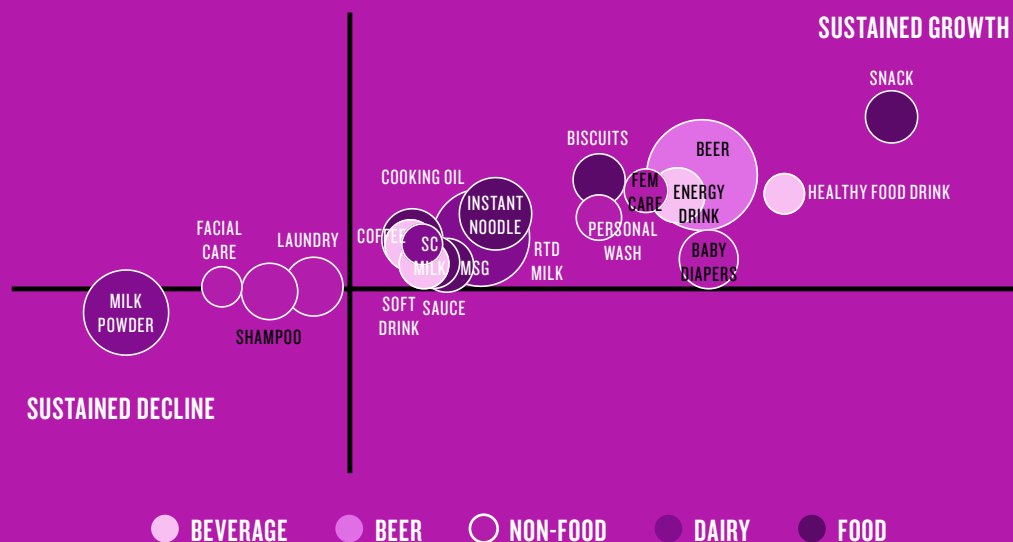 SUSTAINED GROWTH
SNACK
BISCUITS
BEER
COOKING OIL
FEM
CARE
ENERGY
DRINK
HEALTHY FOOD DRINK
INSTANT
NOODLE
FACIAL
CARE
LAUNDRY
COFFEE
SC
MILK
MSG
RTD
MILK
PERSONAL
WASH
BABY
DIAPERS
MILK
POWDER
SHAMPOO
SOFT
DRINK
SAUCE
SUSTAINED DECLINE
BEVERAGE
BEER
NON-FOOD
DAIRY
FOOD